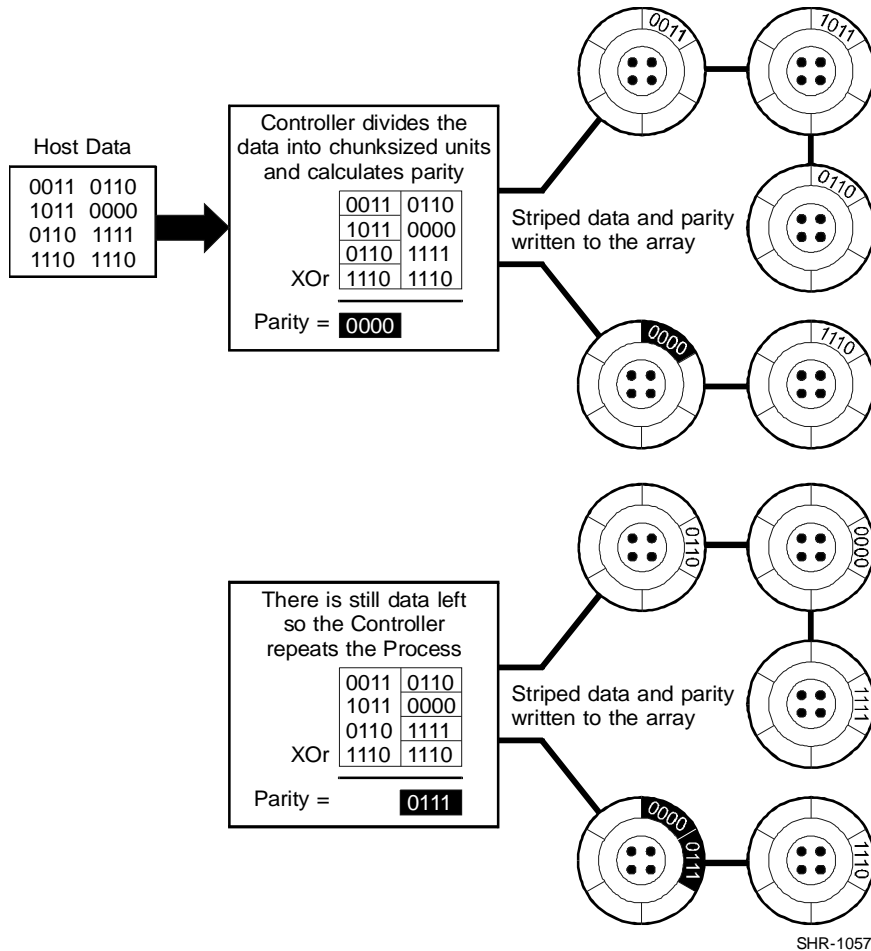 0011
1011
Host Data
0011 0110
1011 0000
0110 1111
1110 1110
Controller divides the
data into chunksized units
and calculates parity
0011 0110
1011 0000
0110 1111
XOr 1110 1110
Parity = 0000
Striped data and parity
written to the array
0110
0000
1110
There is still data left
so the Controller
repeats the Process
0011 0110
1011 0000
0110 1111
XOr 1110 1110
Parity = 0111
0110
0000
Striped data and parity
written to the array
1111
0000
0111
1110
SHR-1057